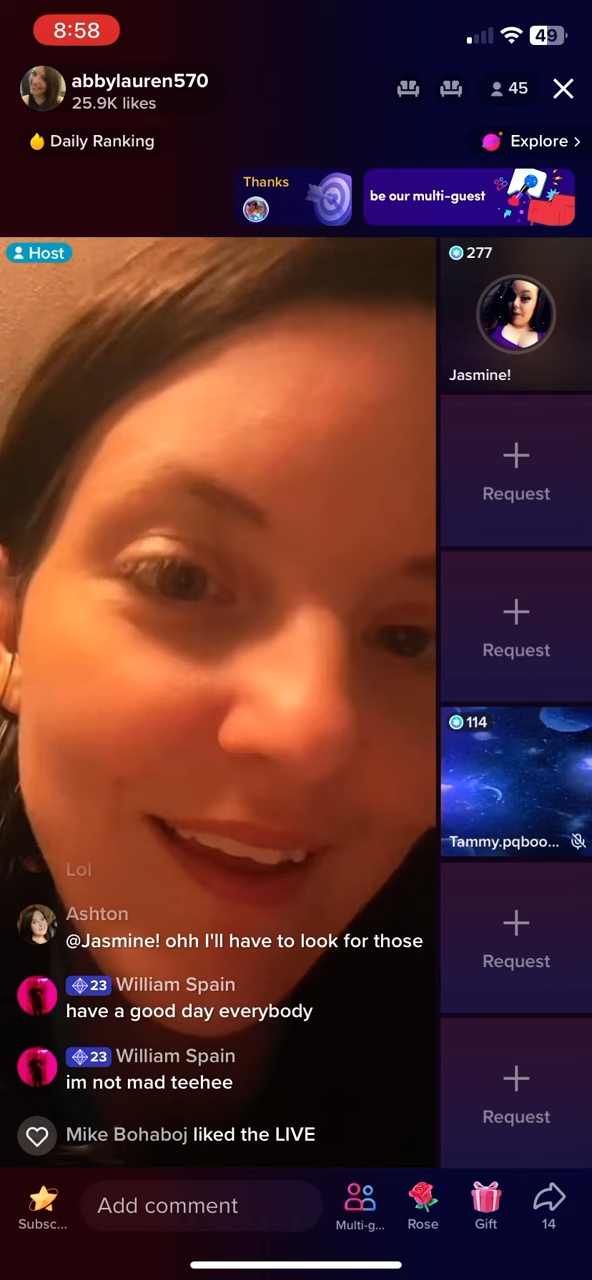 8:58
49
abbylauren570
25.9K likes
45
Daily Ranking
Explore >
Thanks
be our multi-guest
Host
277
Jasmine!
Request
Request
114
Tammy.pqboo...
Request
Request
Lol
Ashton
@Jasmine! ohh I'll have to look for those
23 William Spain
have a good day everybody
23 William Spain
im not mad teehee
Mike Bohaboj liked the LIVE
Subsc...
Add comment
Multi-g...
Rose
Gift
14